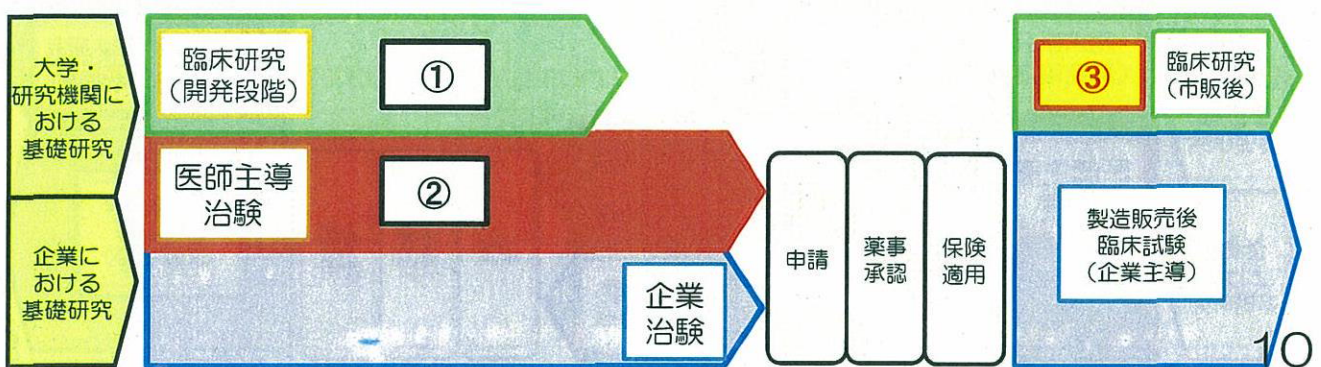 大学・
研究機関に
おける
基礎研究
企業に
おける
基礎研究
臨床研究
(開発段階)
①
医師主導
治験
②
企業
治験
申請
薬事
承認
保険
適用
③
臨床研究
(市販後)
製造販売後
臨床試験
(企業主導)
10